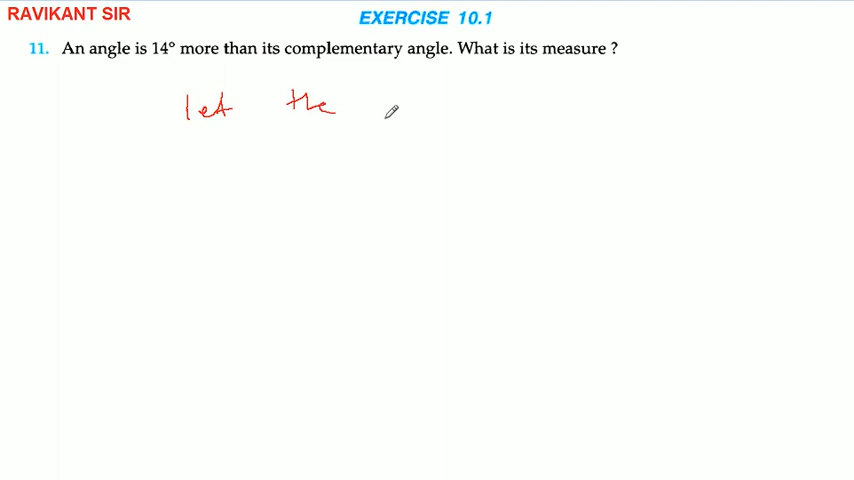 RAVIKANT SIR
EXERCISE 10.1
11. An angle is 14° more than its complementary angle. What is its measure ?
let the